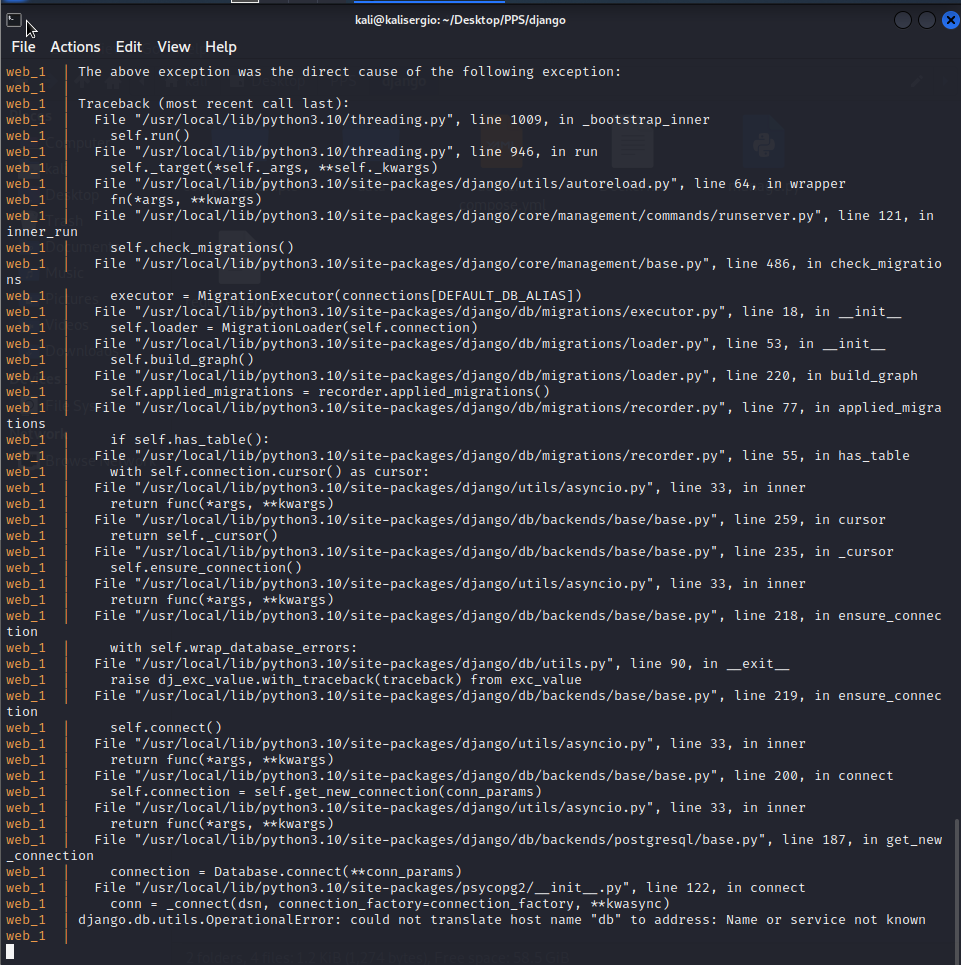 kali@kalisergio: ~/Desktop/PPS/django
File Actions Edit View Help
web_1 | The above exception was the direct cause of the following exception:
web_1 |
web_1 | Traceback (most recent call last):
web_1 | File "/usr/local/lib/python3.10/threading.py", line 1009, in _bootstrap_inner
web_1 | self.run()
web_1 | File "/usr/local/lib/python3.10/threading.py", line 946, in run
web_1 | self._target(*self._args, **self._kwargs)
web_1 | File "/usr/local/lib/python3.10/site-packages/django/utils/autoreload.py", line 64, in wrapper
web_1 | fn(*args, **kwargs)
web_1 | File "/usr/local/lib/python3.10/site-packages/django/core/management/commands/runserver.py", line 121, in
inner_run
web_1 | self.check_migrations()
web_1 | File "/usr/local/lib/python3.10/site-packages/django/core/management/base.py", line 486, in check_migratio
ns
web_1 | executor = MigrationExecutor(connections[DEFAULT_DB_ALIAS])
web_1 | File "/usr/local/lib/python3.10/site-packages/django/db/migrations/executor.py", line 18, in __init__
web_1 | self.loader = MigrationLoader(self.connection)
web_1 | File "/usr/local/lib/python3.10/site-packages/django/db/migrations/loader.py", line 53, in __init__
web_1 | self.build_graph()
web_1 | File "/usr/local/lib/python3.10/site-packages/django/db/migrations/loader.py", line 220, in build_graph
web_1 | self.applied_migrations = recorder.applied_migrations()
web_1 | File "/usr/local/lib/python3.10/site-packages/django/db/migrations/recorder.py", line 77, in applied_migra
tions
web_1 | if self.has_table():
web_1 | File "/usr/local/lib/python3.10/site-packages/django/db/migrations/recorder.py", line 55, in has_table
web_1 | with self.connection.cursor() as cursor:
web_1 | File "/usr/local/lib/python3.10/site-packages/django/utils/asyncio.py", line 33, in inner
web_1 | return func(*args, **kwargs)
web_1 | File "/usr/local/lib/python3.10/site-packages/django/db/backends/base/base.py", line 259, in cursor
web_1 | return self._cursor()
web_1 | File "/usr/local/lib/python3.10/site-packages/django/db/backends/base/base.py", line 235, in _cursor
web_1 | self.ensure_connection()
web_1 | File "/usr/local/lib/python3.10/site-packages/django/utils/asyncio.py", line 33, in inner
web_1 | return func(*args, **kwargs)
web_1 | File "/usr/local/lib/python3.10/site-packages/django/db/backends/base/base.py", line 218, in ensure_connec
tion
web_1 | with self.wrap_database_errors:
web_1 | File "/usr/local/lib/python3.10/site-packages/django/db/utils.py", line 90, in __exit__
web_1 | raise dj_exc_value.with_traceback(traceback) from exc_value
web_1 | File "/usr/local/lib/python3.10/site-packages/django/db/backends/base/base.py", line 219, in ensure_connec
tion
web_1 | self.connect()
web_1 | File "/usr/local/lib/python3.10/site-packages/django/utils/asyncio.py", line 33, in inner
web_1 | return func(*args, **kwargs)
web_1 | File "/usr/local/lib/python3.10/site-packages/django/db/backends/base/base.py", line 200, in connect
web_1 | self.connection = self.get_new_connection(conn_params)
web_1 | File "/usr/local/lib/python3.10/site-packages/django/utils/asyncio.py", line 33, in inner
web_1 | return func(*args, **kwargs)
web_1 | File "/usr/local/lib/python3.10/site-packages/django/db/backends/postgresql/base.py", line 187, in get_new
_connection
web_1 | connection = Database.connect(**conn_params)
web_1 | File "/usr/local/lib/python3.10/site-packages/psycopg2/__init__.py", line 122, in connect
web_1 | conn = _connect(dsn, connection_factory=connection_factory, **kwasync)
web_1 | django.db.utils.OperationalError: could not translate host name "db" to address: Name or service not known
web_1 |